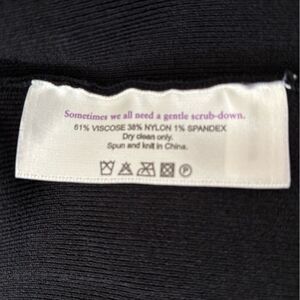 Sometimes we all need a gentle scrub-down.
61% VISCOSE 38% NYLON 1% SPANDEX
Dry clean only.
Spun and knit in China.
P